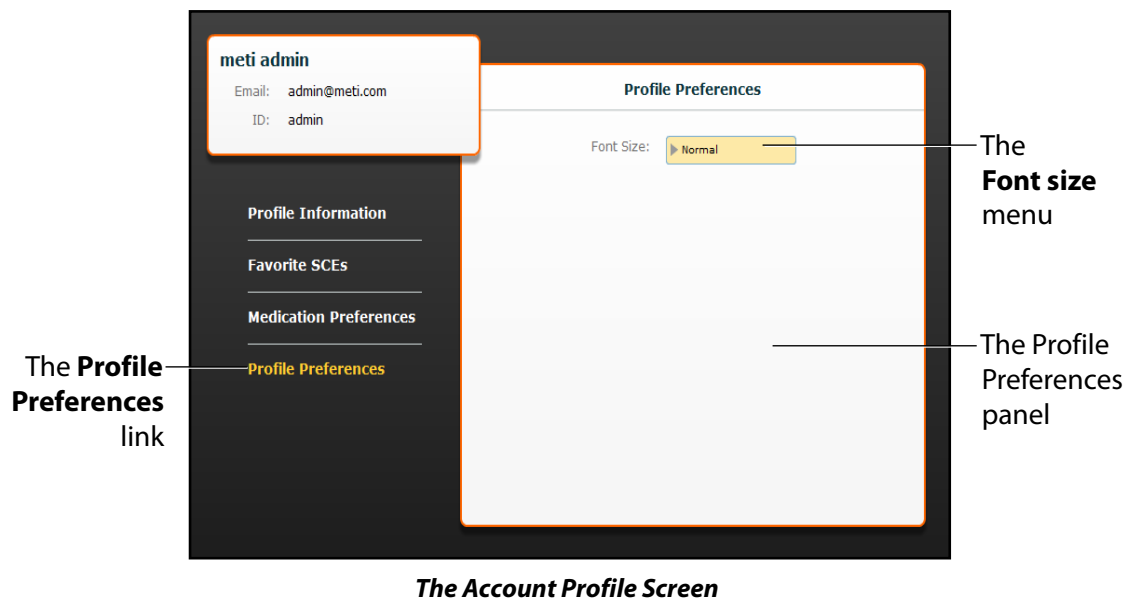 meti admin
Email: admin@meti.com
ID: admin
Profile Preferences
Font Size: Normal
Profile Information
Favorite SCEs
Medication Preferences
Profile Preferences
The
Font size
menu
The Profile
Preferences
panel
The Profile
Preferences
link
The Account Profile Screen